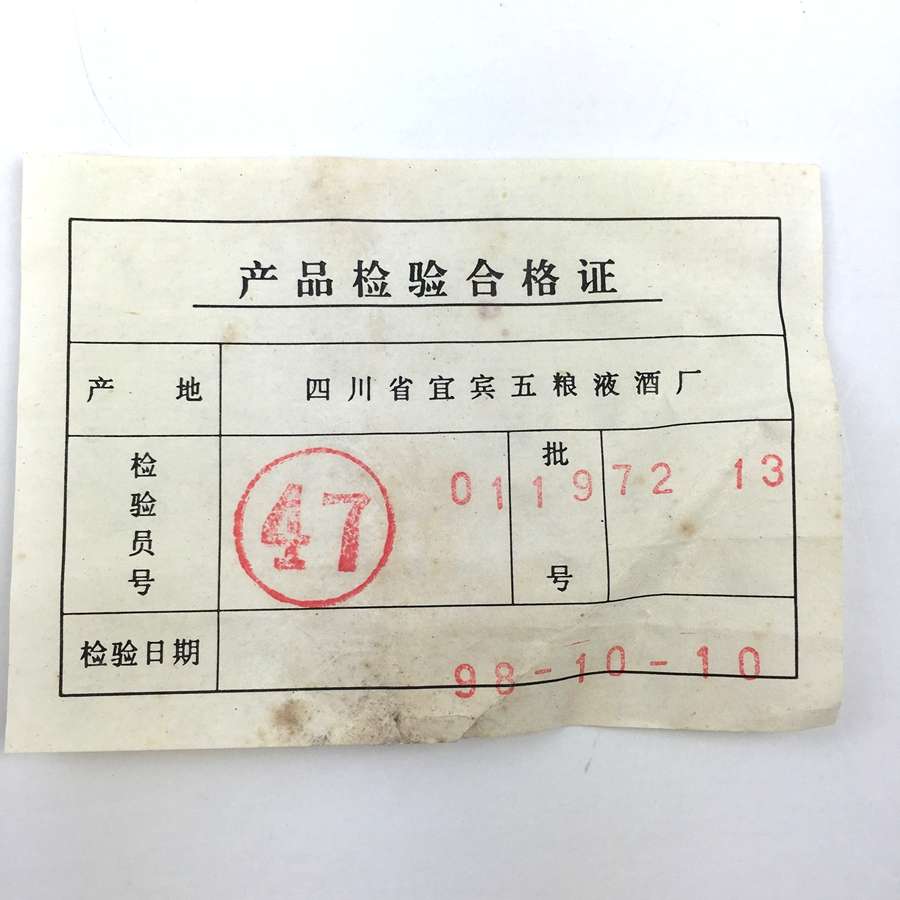 产品检验合格证
产 地 四川省宜宾五粮液酒厂
检验员号 47 批号 011972 13
检验日期 98-10-10